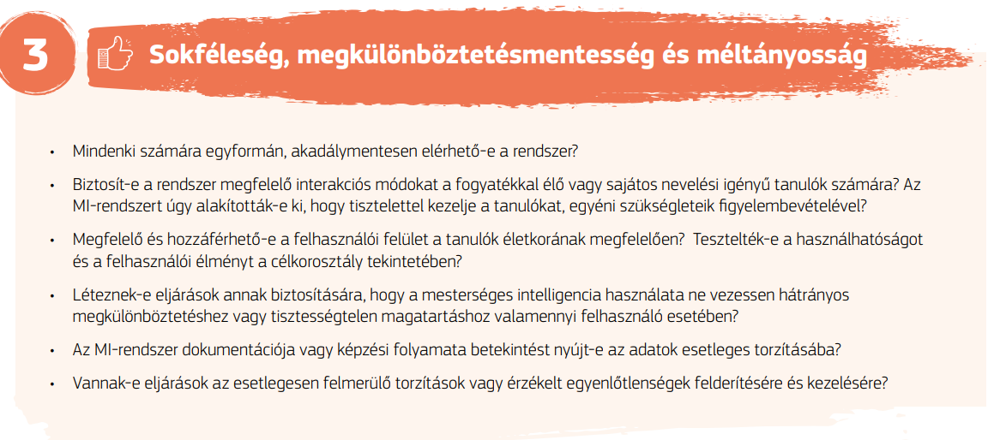 3
Sokféleség, megkülönböztetésmentesség és méltányosság
• Mindenki számára egyformán, akadálymentesen elérhető-e a rendszer?
• Biztosít-e a rendszer megfelelő interakciós módokat a fogyatékkal élő vagy sajátos nevelési igényű tanulók számára? Az
MI-rendszert úgy alakították-e ki, hogy tisztelettel kezelje a tanulókat, egyéni szükségleteik figyelembevételével?
• Megfelelő és hozzáférhető-e a felhasználói felület a tanulók életkorának megfelelően? Tesztelték-e a használhatóságot
és a felhasználói élményt a célkorosztály tekintetében?
• Léteznek-e eljárások annak biztosítására, hogy a mesterséges intelligencia használata ne vezessen hátrányos
megkülönböztetéshez vagy tisztességtelen magatartáshoz valamennyi felhasználó esetében?
• Az MI-rendszer dokumentációja vagy képzési folyamata betekintést nyújt-e az adatok esetleges torzításába?
• Vannak-e eljárások az esetlegesen felmerülő torzítások vagy érzékelt egyenlőtlenségek felderítésére és kezelésére?